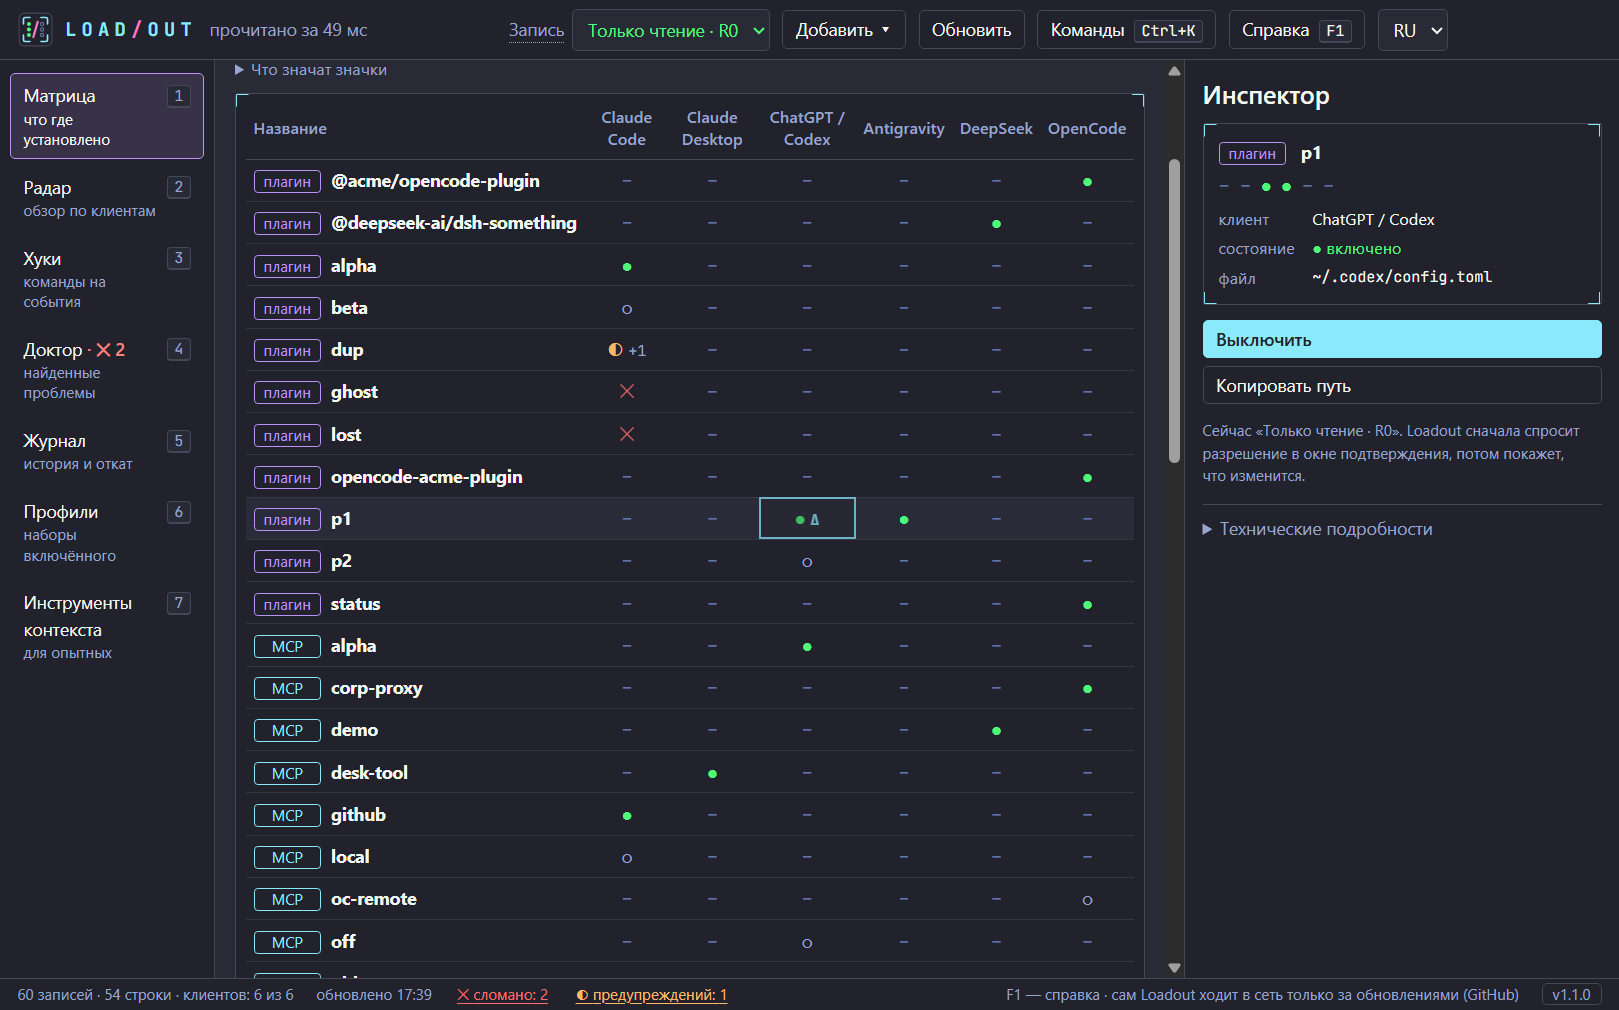 LOAD/OUT прочитано за 49 мс Запись Только чтение · R0 Добавить ▼ Обновить Команды Ctrl+K Справка F1 RU
Матрица 1
что где
установлено
Радар 2
обзор по клиентам
Хуки 3
команды на
события
Доктор · ✕ 2 4
найденные
проблемы
Журнал 5
история и откат
Профили 6
наборы
включённого
Инструменты 7
контекста
для опытных
▶ Что значат значки
Название Claude Code Claude Desktop ChatGPT / Codex Antigravity DeepSeek OpenCode
плагин @acme/opencode-plugin – – – – – ●
плагин @deepseek-ai/dsh-something – – – – ● –
плагин alpha ● – – – – –
плагин beta ○ – – – – –
плагин dup ◐ +1 – – – – –
плагин ghost ✕ – – – – –
плагин lost ✕ – – – – –
плагин opencode-acme-plugin – – – – – ●
плагин p1 – – ● Δ ● – –
плагин p2 – – ○ – – –
плагин status – – – – – ●
MCP alpha – – ● – – –
MCP corp-proxy – – – – – ●
MCP demo – – – – ● –
MCP desk-tool – ● – – – –
MCP github ● – – – – –
MCP local ○ – – – – –
MCP oc-remote – – – – – ○
MCP off – – ○ – – –
Инспектор
плагин p1
– – ● ● – –
клиент ChatGPT / Codex
состояние ● включено
файл ~/.codex/config.toml
Выключить
Копировать путь
Сейчас «Только чтение · R0». Loadout сначала спросит
разрешение в окне подтверждения, потом покажет,
что изменится.
▶ Технические подробности
60 записей · 54 строки · клиентов: 6 из 6 обновлено 17:39 ✕ сломано: 2 ◐ предупреждений: 1 F1 — справка · сам Loadout ходит в сеть только за обновлениями (GitHub) v1.1.0